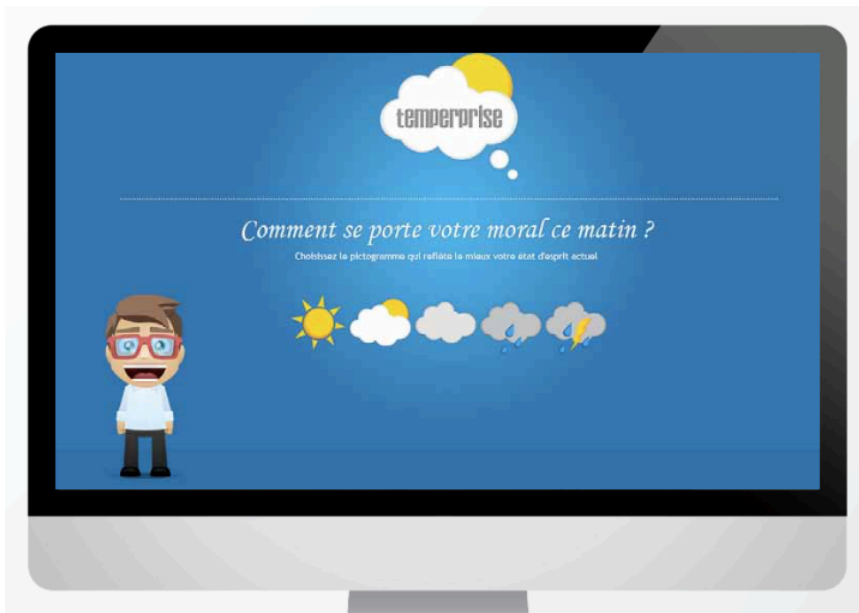 temperprise
Comment se porte votre moral ce matin ?
Choisissez le pictogramme qui reflète le mieux votre état d'esprit actuel